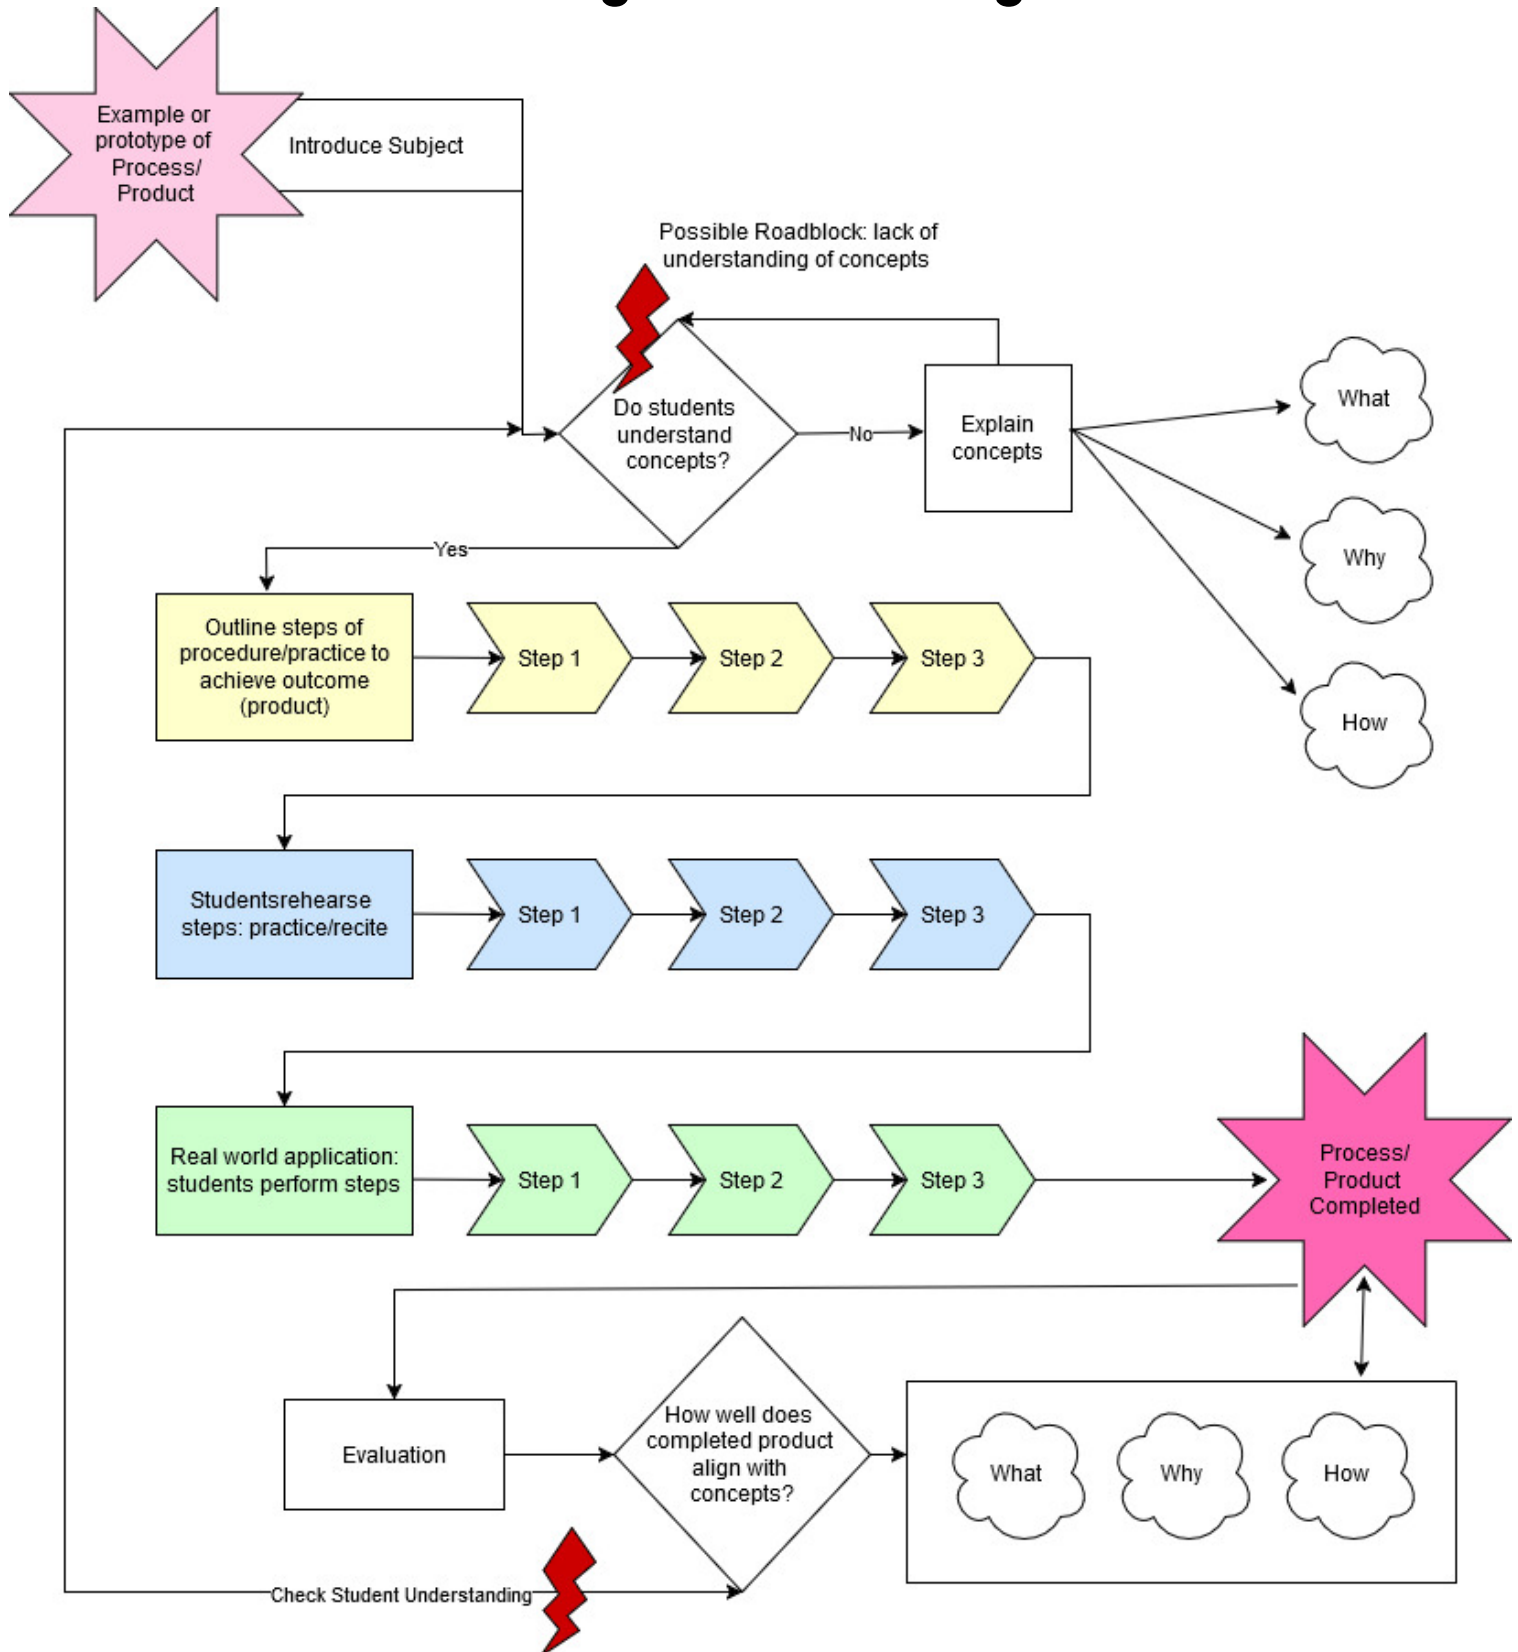 Example or
prototype of
Process/
Product
Introduce Subject
Possible Roadblock: lack of
understanding of concepts
Do students
understand
concepts?
No
Explain
concepts
What
Why
How
Yes
Outline steps of
procedure/practice to
achieve outcome
(product)
Step 1
Step 2
Step 3
Studentsrehearse
steps: practice/recite
Step 1
Step 2
Step 3
Real world application:
students perform steps
Step 1
Step 2
Step 3
Process/
Product
Completed
Evaluation
How well does
completed product
align with
concepts?
What
Why
How
Check Student Understanding